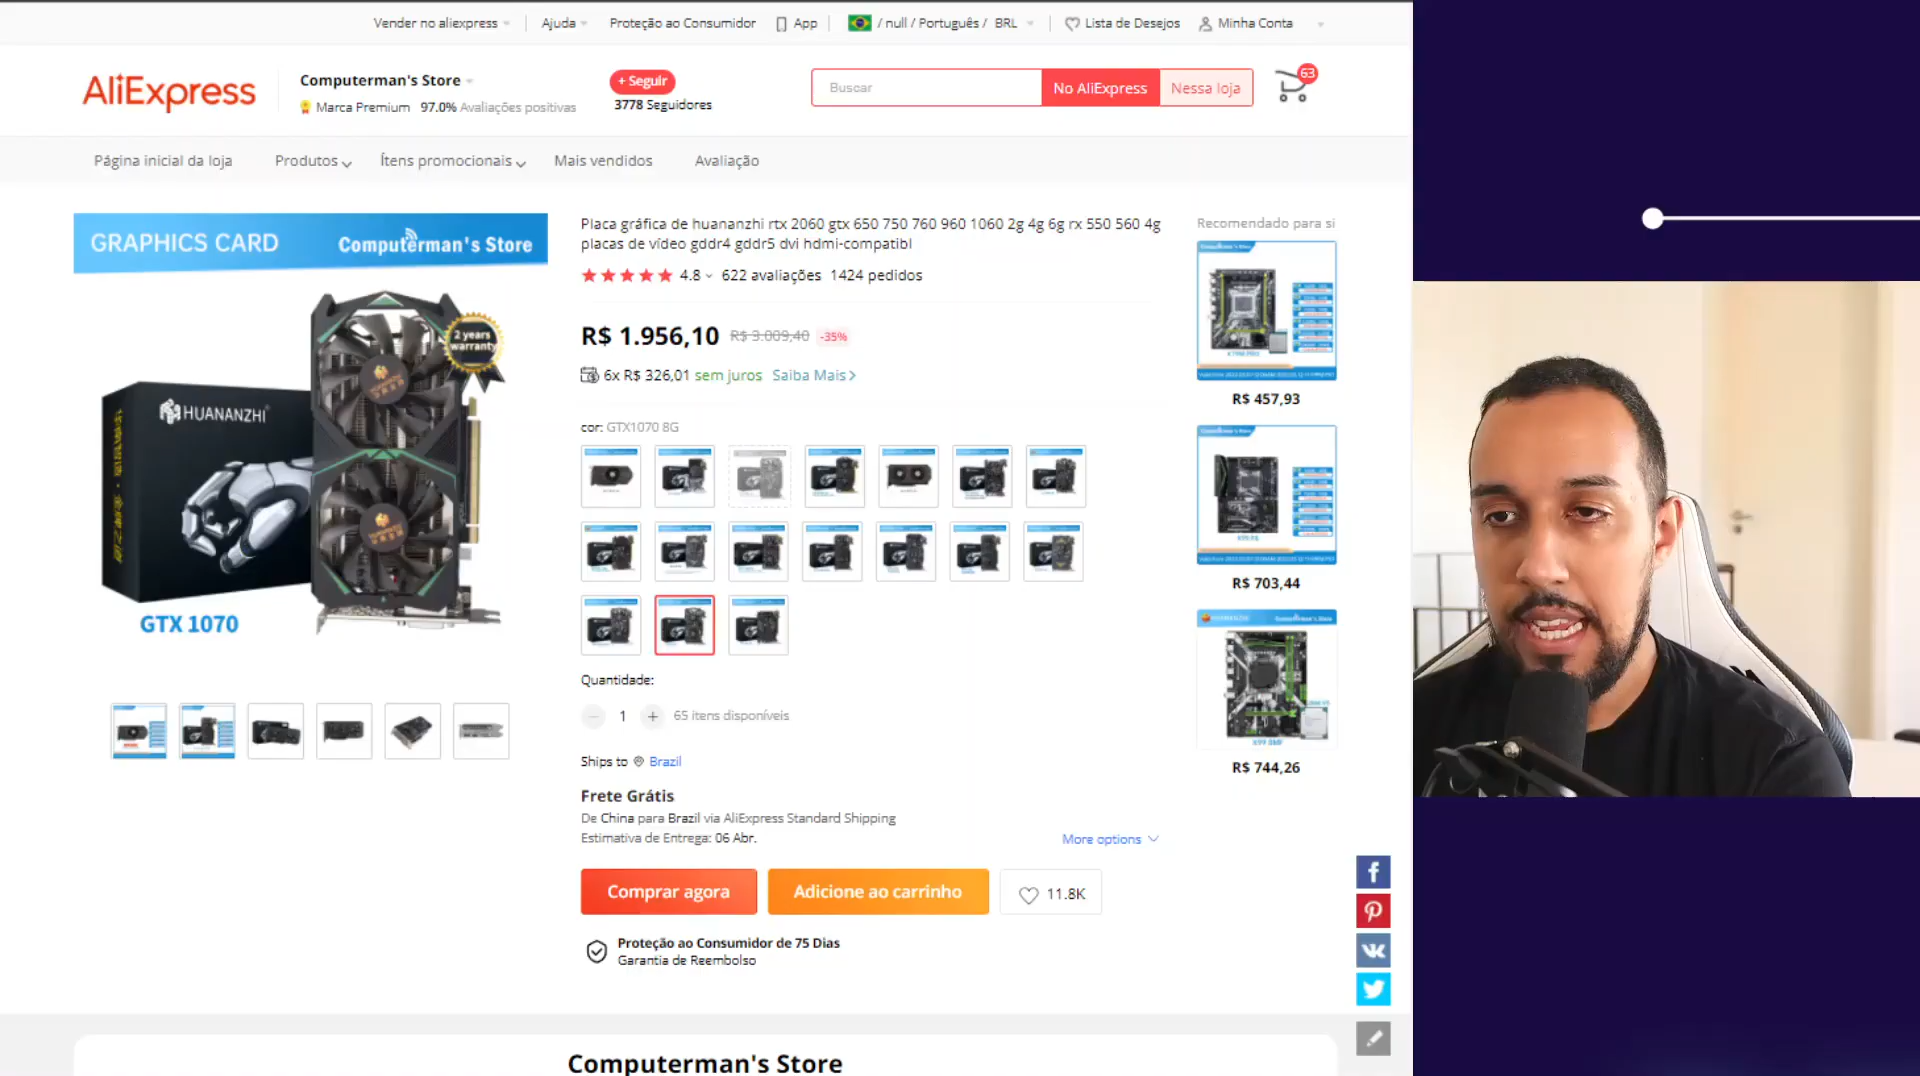 Vender no aliexpress
Ajuda
Proteção ao Consumidor
App
/ null / Português / BRL
Lista de Desejos
Minha Conta
AliExpress
Computerman's Store
Marca Premium 97.0% Avaliações positivas
+ Seguir
3778 Seguidores
Buscar
No AliExpress
Nessa loja
63
Página inicial da loja
Produtos
Ítens promocionais
Mais vendidos
Avaliação
GRAPHICS CARD
Computerman's Store
2 years
warranty
HUANANZHI
GTX 1070
Placa gráfica de huananzhi rtx 2060 gtx 650 750 760 960 1060 2g 4g 6g rx 550 560 4g
placas de vídeo gddr4 gddr5 dvi hdmi-compatibl
4.8
622 avaliações
1424 pedidos
R$ 1.956,10
R$ 3.009,40
-35%
6x R$ 326,01 sem juros Saiba Mais
cor: GTX1070 8G
Quantidade:
1
+
65 itens disponíveis
Ships to
Brazil
Frete Grátis
De China para Brazil via AliExpress Standard Shipping
Estimativa de Entrega: 06 Abr.
More options
Comprar agora
Adicione ao carrinho
11.8K
Proteção ao Consumidor de 75 Dias
Garantia de Reembolso
Recomendado para si
R$ 457,93
R$ 703,44
HUANANZHI
R$ 744,26
Computerman's Store